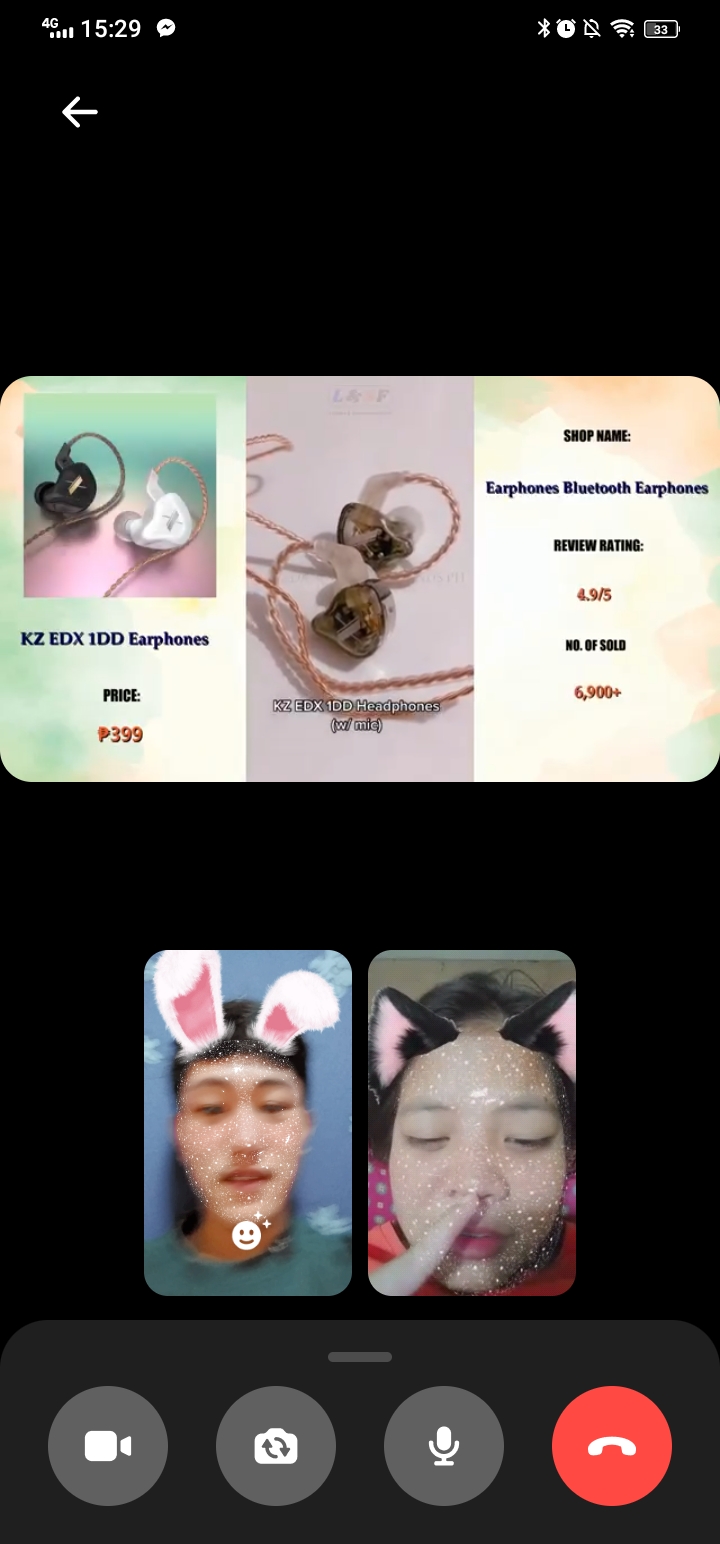 4G 15:29 33
L & F
KZ EDX 1DD Earphones
PRICE:
₱399
KZ EDX 1DD Headphones
(w/ mic)
SHOP NAME:
Earphones Bluetooth Earphones
REVIEW RATING:
4.9/5
NO. OF SOLD
6,900+